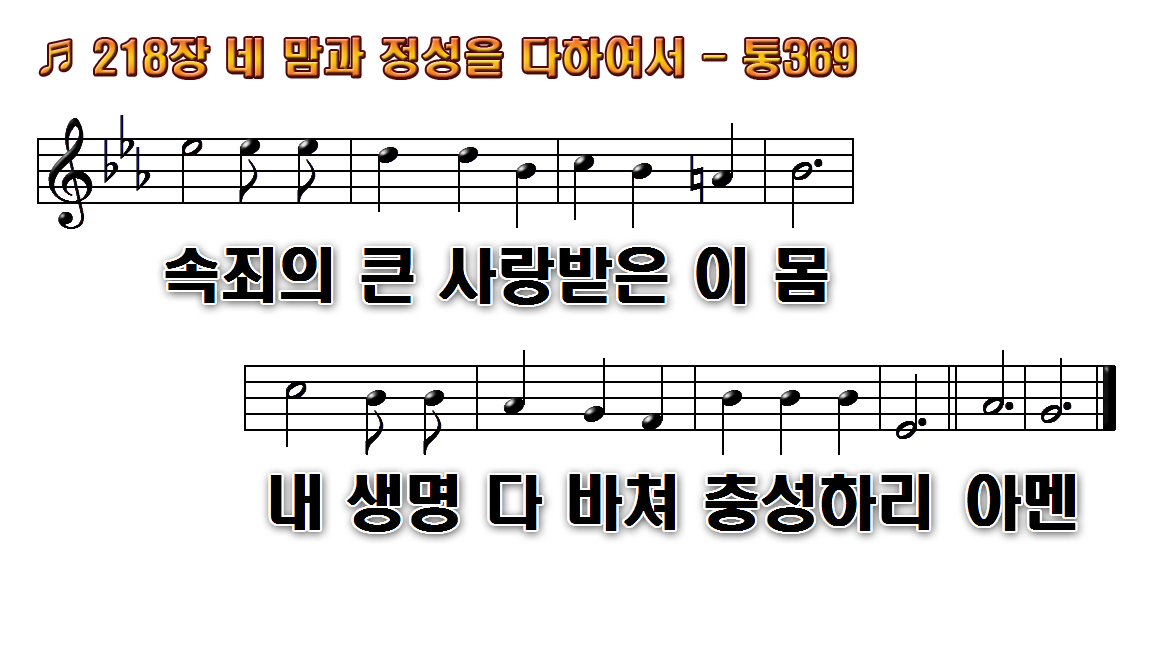 ♬ 218장 네 맘과 정성을 다하여서 - 통369
속죄의 큰 사랑받은 이 몸
내 생명 다 바쳐 충성하리 아멘